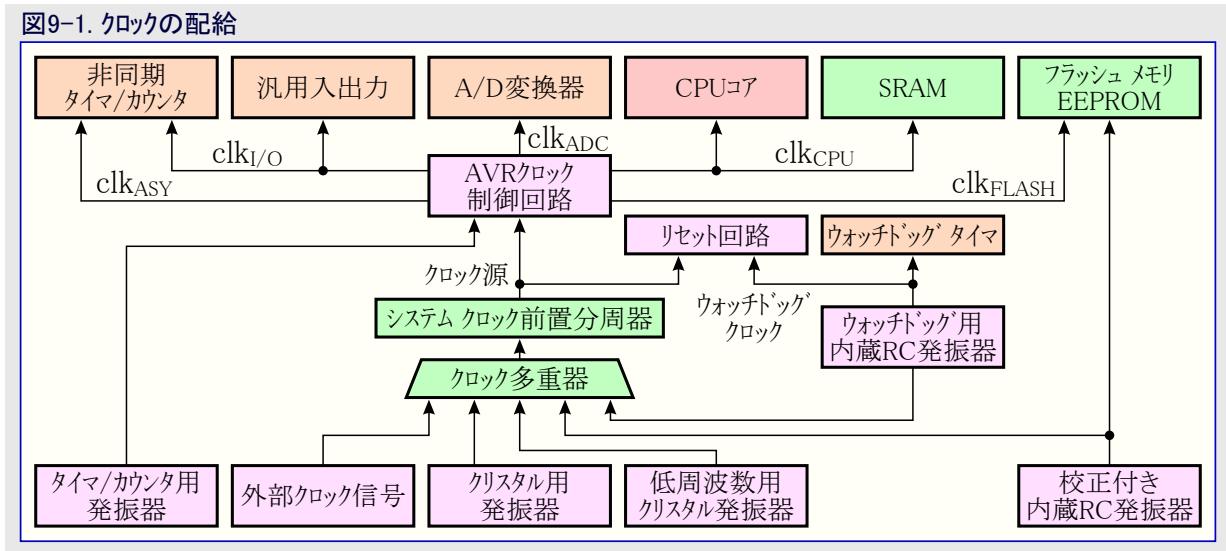 図9-1. ｸﾛｯｸの配給
非同期
ﾀｲﾏ/ｶｳﾝﾀ
汎用入出力
A/D変換器
CPUｺｱ
SRAM
ﾌﾗｯｼｭ ﾒﾓﾘ
EEPROM
clkI/O
clkADC
clkCPU
clkASY
clkFLASH
AVRｸﾛｯｸ
制御回路
ﾘｾｯﾄ回路
ｳｫｯﾁﾄﾞｯｸﾞ ﾀｲﾏ
ｸﾛｯｸ源
ｳｫｯﾁﾄﾞｯｸﾞ
ｸﾛｯｸ
ｼｽﾃﾑ ｸﾛｯｸ前置分周器
ｳｫｯﾁﾄﾞｯｸﾞ用
内蔵RC発振器
ｸﾛｯｸ多重器
ﾀｲﾏ/ｶｳﾝﾀ用
発振器
外部ｸﾛｯｸ信号
ｸﾘｽﾀﾙ用
発振器
低周波数用
ｸﾘｽﾀﾙ発振器
校正付き
内蔵RC発振器